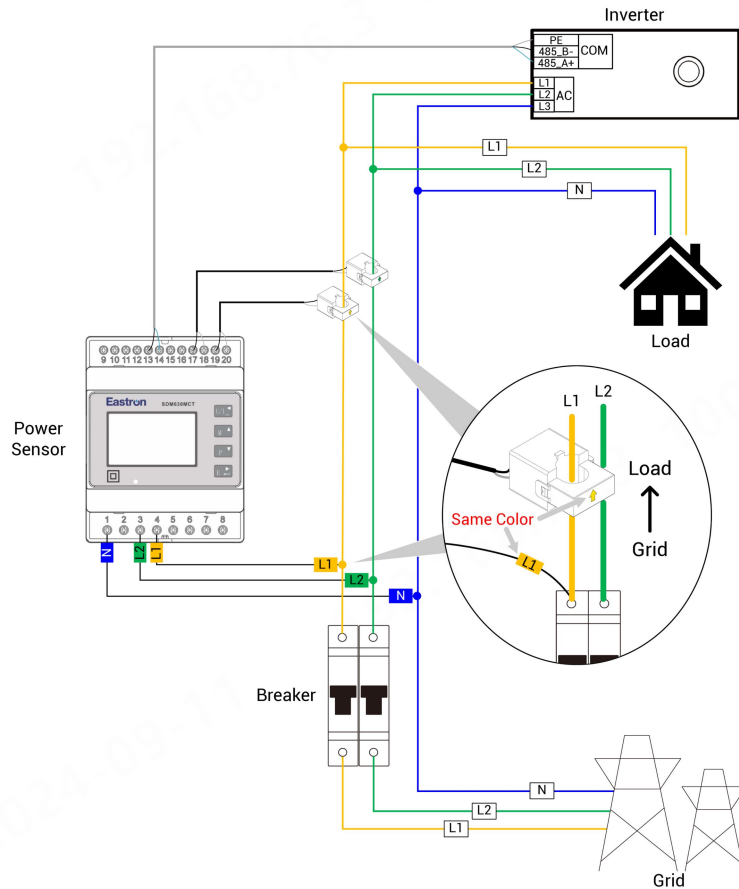 Inverter
PE
485_B-
485_A+
COM
L1
L2
L3
AC
L1
L2
N
Load
9 10 11 12 13 14 15 16 17 18 19 20
Eastron
SDM630MCT
Power
Sensor
1 2 3 4 5 6 7 8
N
L2
L1
L1
L2
N
L1
L2
Load
Grid
Same Color
L1
Breaker
N
L2
L1
Grid